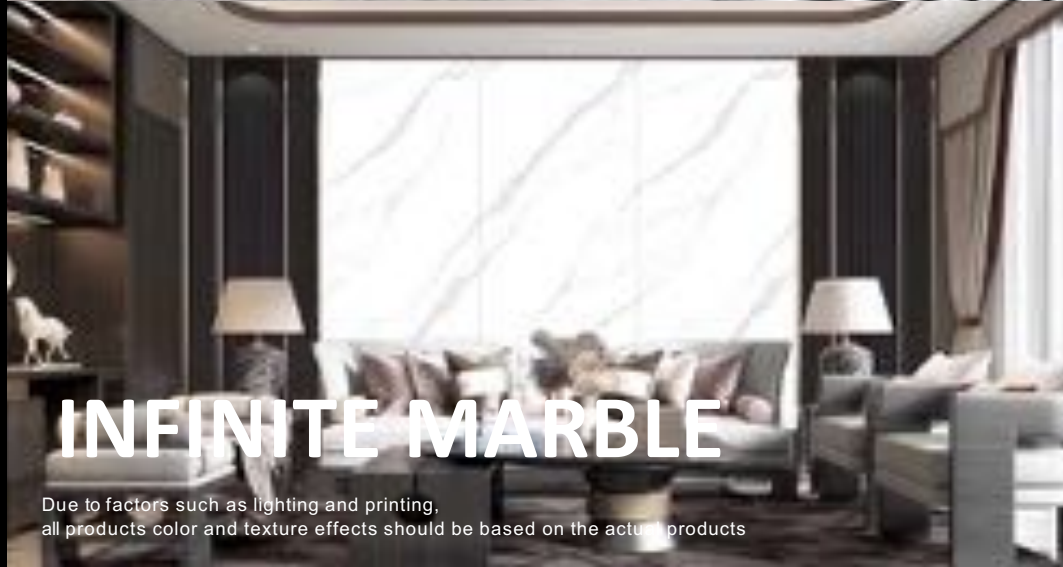 INFINITE MARBLE
Due to factors such as lighting and printing,
all products color and texture effects should be based on the actual products